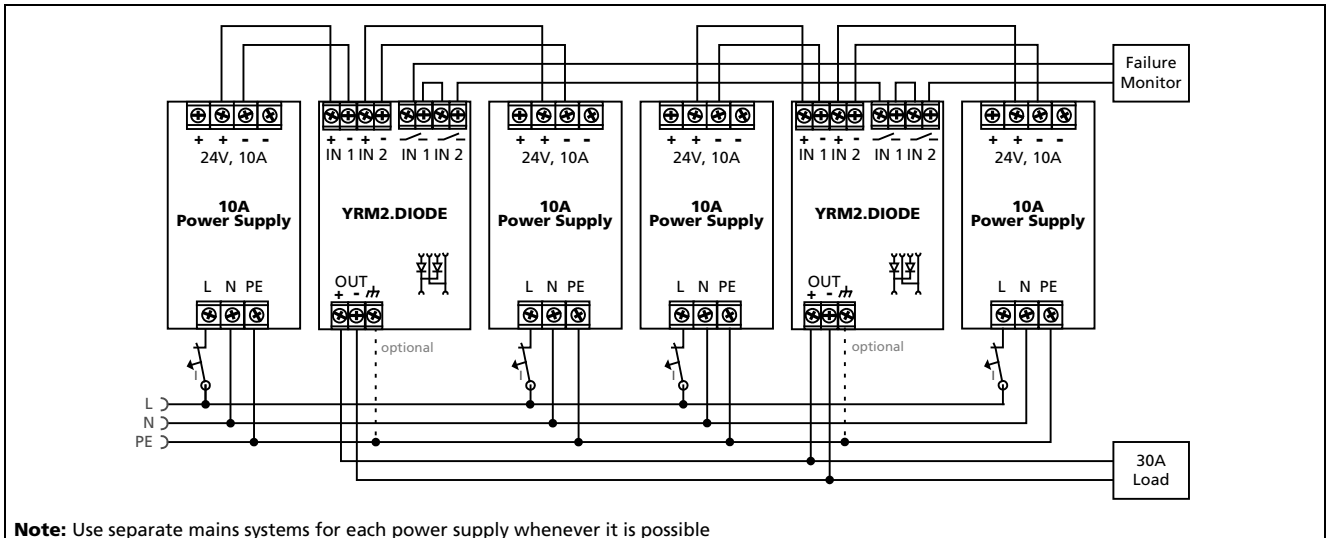 Failure
Monitor
+ + - -
24V, 10A
10A
Power Supply
L N PE
+ - + -
IN 1 IN 2 IN 1 IN 2
YRM2.DIODE
OUT
+ -
optional
+ + - -
24V, 10A
10A
Power Supply
L N PE
+ + - -
24V, 10A
10A
Power Supply
L N PE
+ - + -
IN 1 IN 2 IN 1 IN 2
YRM2.DIODE
OUT
+ -
optional
+ + - -
24V, 10A
10A
Power Supply
L N PE
I
I
I
I
L
N
PE
30A
Load
Note: Use separate mains systems for each power supply whenever it is possible